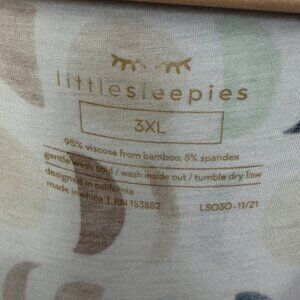 littlesleepies
3XL
95% viscose from bamboo; 5% spandex
gentle wash cold / wash inside out / tumble dry low
designed in california
made in china | RN 153882 LSO30-11/21